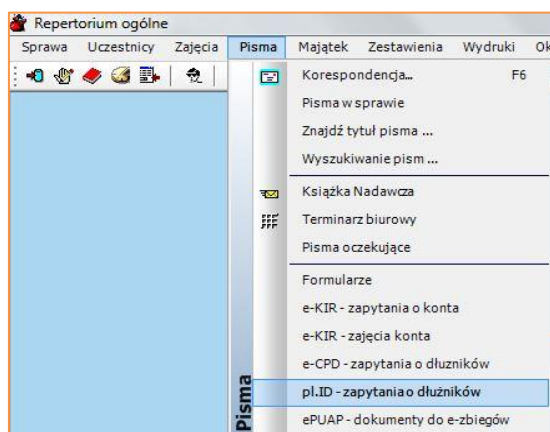 Repertorium ogólne
Sprawa Uczestnicy Zajęcia Pisma Majątek Zestawienia Wydruki Ok
Korespondencja... F6
Pisma w sprawie
Znajdź tytuł pisma ...
Wyszukiwanie pism ...
Książka Nadawcza
Terminarz biurowy
Pisma oczekujące
Formularze
e-KIR - zapytania o konta
e-KIR - zajęcia konta
e-CPD - zapytania o dłuzników
pl.ID - zapytania o dłużników
ePUAP - dokumenty do e-zbiegów
Pisma